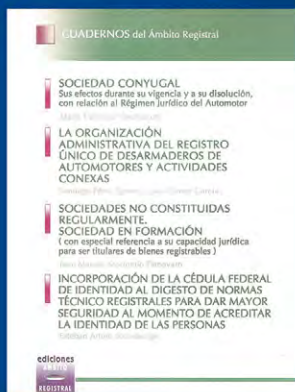 CUADERNOS del Ámbito Registral
SOCIEDAD CONYUGAL
Sus efectos durante su vigencia y a su disolución,
con relación al Régimen Jurídico del Automotor
LA ORGANIZACIÓN
ADMINISTRATIVA DEL REGISTRO
ÚNICO DE DESARMADEROS DE
AUTOMOTORES Y ACTIVIDADES
CONEXAS
SOCIEDADES NO CONSTITUIDAS
REGULARMENTE.
SOCIEDAD EN FORMACIÓN
( con especial referencia a su capacidad jurídica
para ser titulares de bienes registrables )
INCORPORACIÓN DE LA CÉDULA FEDERAL
DE IDENTIDAD AL DIGESTO DE NORMAS
TÉCNICO REGISTRALES PARA DAR MAYOR
SEGURIDAD AL MOMENTO DE ACREDITAR
LA IDENTIDAD DE LAS PERSONAS
ediciones
ÁMBITO
REGISTRAL